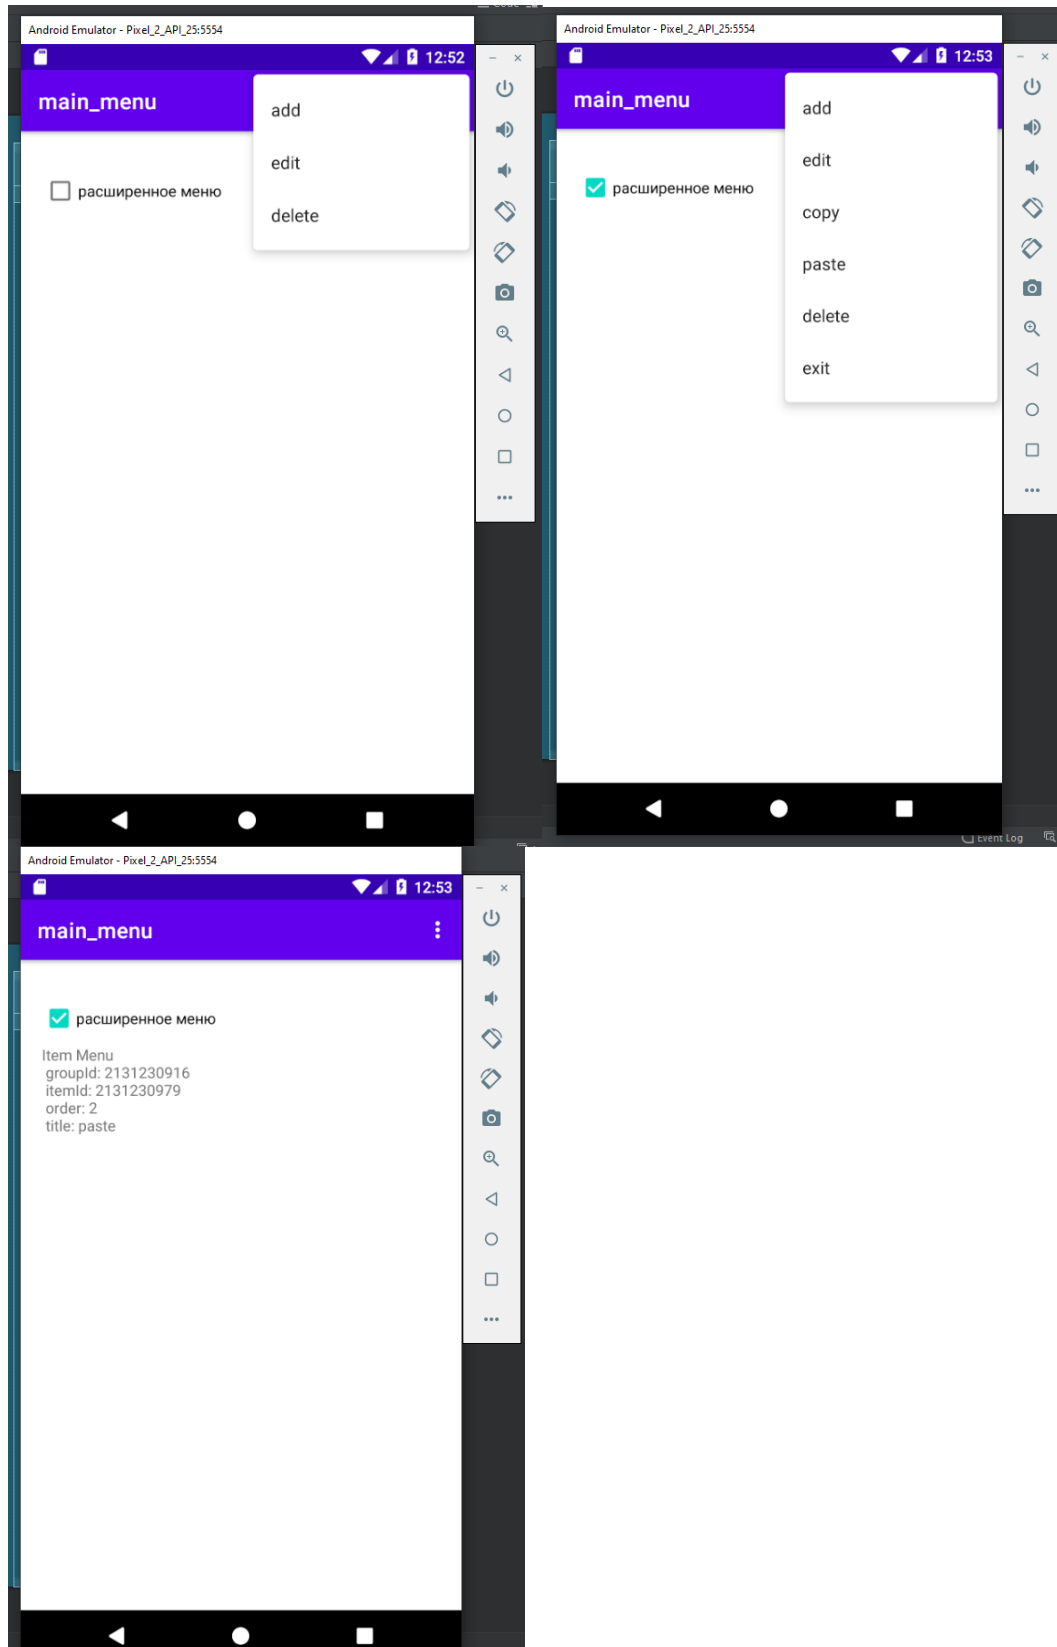 Code
Android Emulator - Pixel_2_API_25:5554
12:52
main_menu
add
edit
delete
расширенное меню
Android Emulator - Pixel_2_API_25:5554
12:53
main_menu
add
edit
copy
paste
delete
exit
расширенное меню
Event Log
Android Emulator - Pixel_2_API_25:5554
12:53
main_menu
расширенное меню
Item Menu
groupId: 2131230916
itemId: 2131230979
order: 2
title: paste